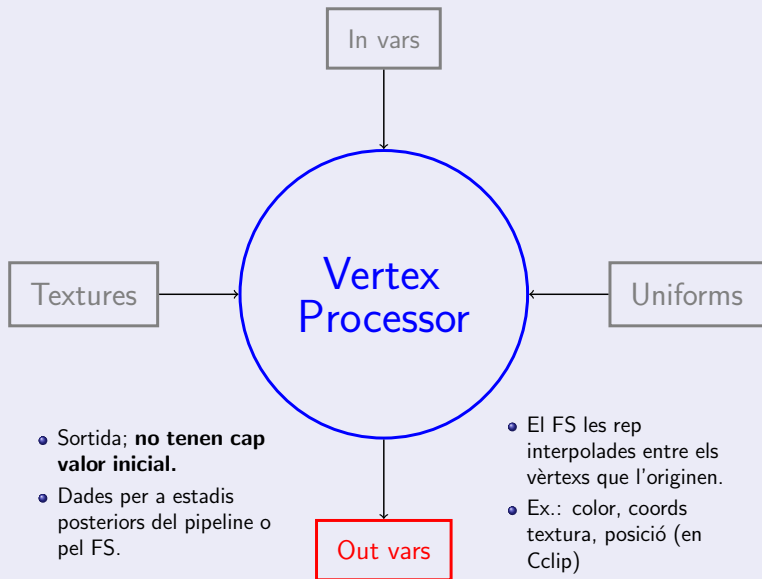 In vars
Textures
Vertex
Processor
Uniforms
Sortida; no tenen cap
valor inicial.
Dades per a estadis
posteriors del pipeline o
pel FS.
El FS les rep
interpolades entre els
vèrtexs que l'originen.
Ex.: color, coords
textura, posició (en
Cclip)
Out vars